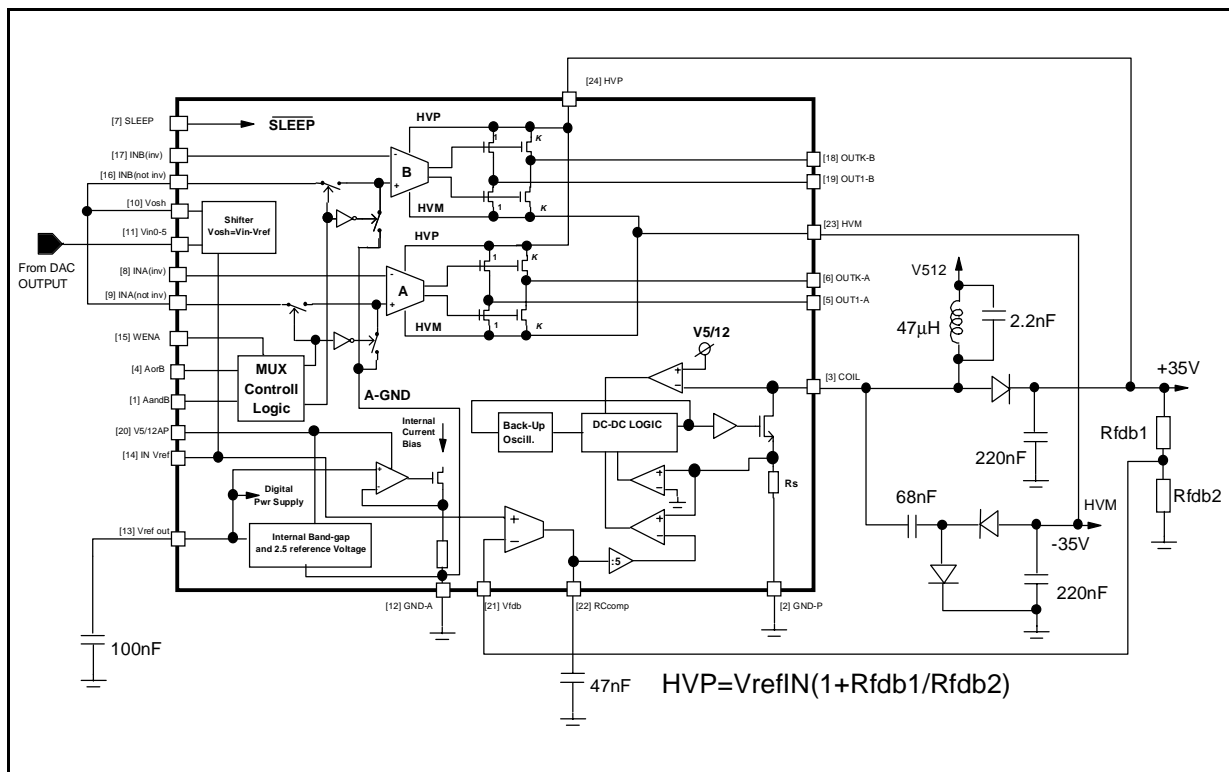 [24] HVP
[7] SLEEP
SLEEP
HVP
1
K
[17] INB(inv)
-
B
[18] OUTK-B
[16] INB(not inv)
+
[19] OUT1-B
1
K
[10] Vosh
Shifter
Vosh=Vin-Vref
HVM
[23] HVM
[11] Vin0-5
HVP
From DAC
OUTPUT
1
K
[8] INA(inv)
-
A
[6] OUTK-A
[9] INA(not inv)
+
[5] OUT1-A
V512
47µH
2.2nF
HVM
1
K
[15] WENA
V5/12
[4] AorB
MUX
Controll
Logic
+
-
[3] COIL
+35V
[1] AandB
A-GND
[20] V5/12AP
Internal
Current
Bias
Back-Up
Oscill.
DC-DC LOGIC
Rfdb1
[14] IN Vref
220nF
+
-
+
-
Rs
Rfdb2
Digital
Pwr Supply
68nF
HVM
-35V
[13] Vref out
Internal Band-gap
and 2.5 reference Voltage
+
-
+
-
:5
220nF
[12] GND-A
[21] Vfdb
[22] RCcomp
[2] GND-P
100nF
47nF
HVP=VrefIN(1+Rfdb1/Rfdb2)